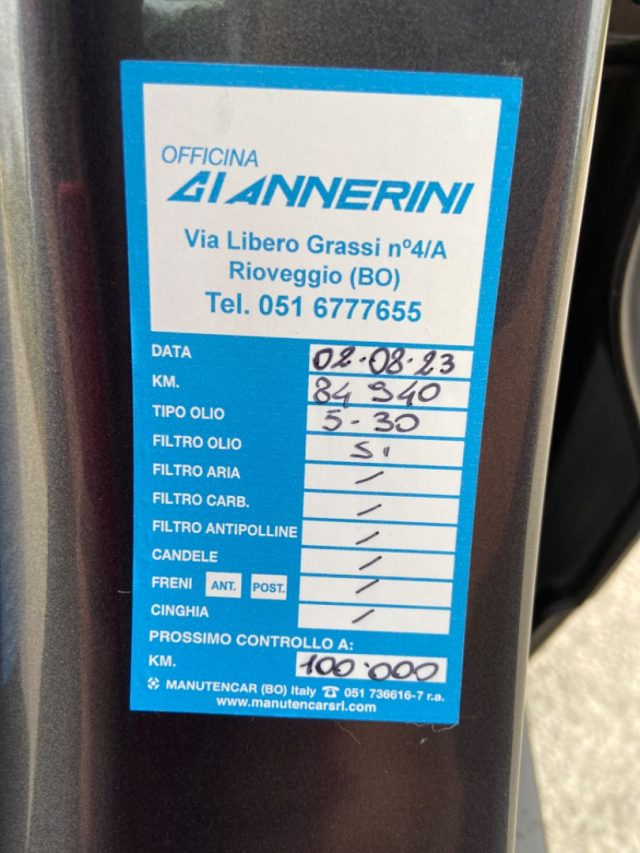 OFFICINA
GIANNERINI
Via Libero Grassi nº4/A
Rioveggio (BO)
Tel. 051 6777655
DATA 02-08-23
KM. 84 940
TIPO OLIO 5-30
FILTRO OLIO Si
FILTRO ARIA /
FILTRO CARB. /
FILTRO ANTIPOLLINE /
CANDELE /
FRENI ANT. POST. /
CINGHIA /
PROSSIMO CONTROLLO A:
KM. 100.000
MANUTENCAR (BO) Italy ☎ 051 736616-7 r.a.
www.manutencarsrl.com